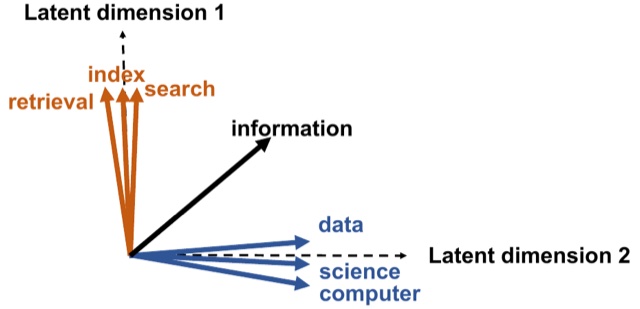 Latent dimension 1
index
search
retrieval
information
data
Latent dimension 2
science
computer